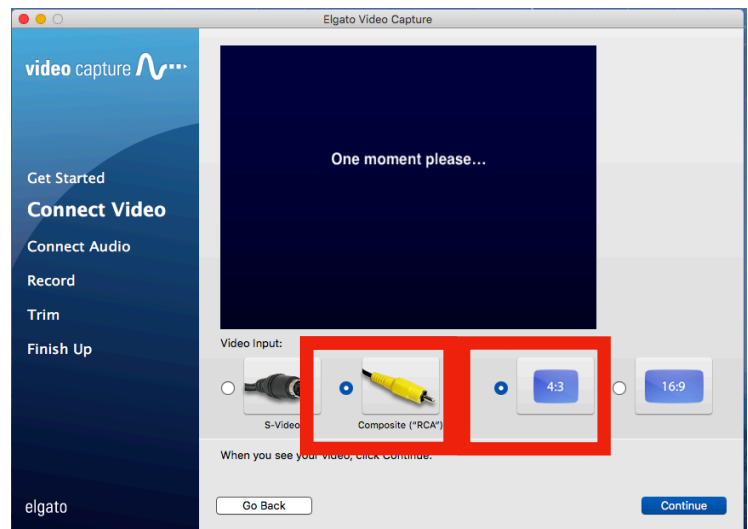 Elgato Video Capture
video capture
One moment please...
Get Started
Connect Video
Connect Audio
Record
Trim
Finish Up
Video Input:
4:3
16:9
S-Video
Composite ("RCA")
When you see your video, click Continue.
elgato
Go Back
Continue